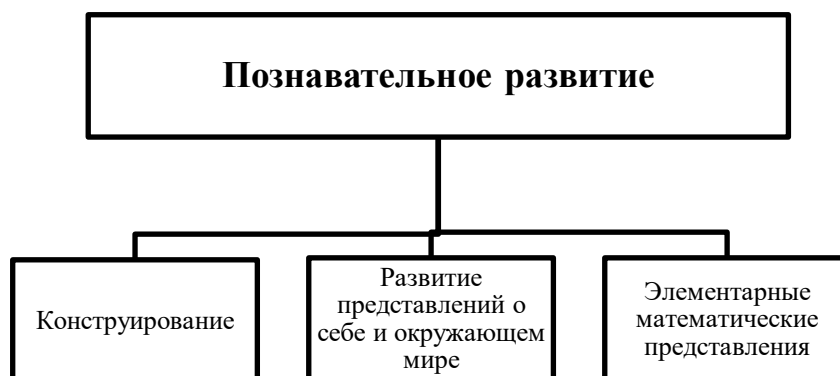 Познавательное развитие
Конструирование
Развитие
представлений о
себе и окружающем
мире
Элементарные
математические
представления